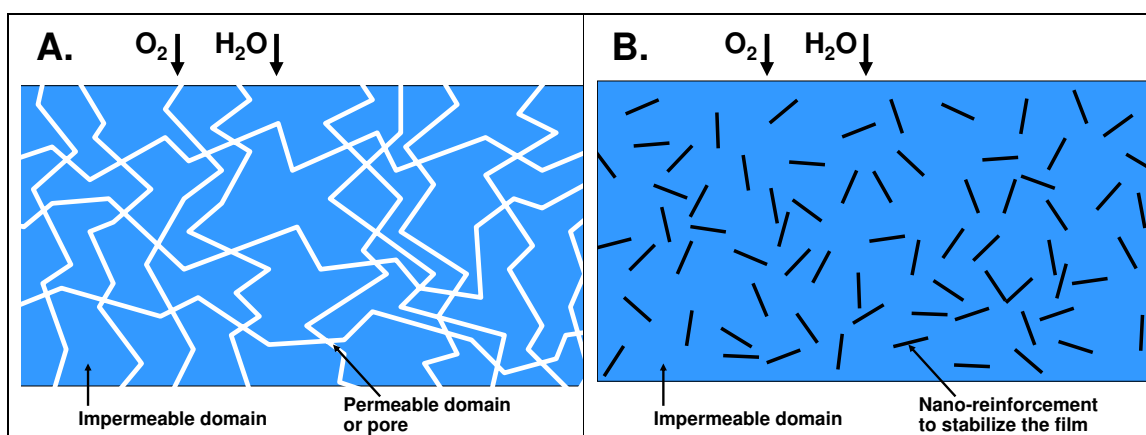 A. O₂ H₂O
Impermeable domain
Permeable domain
or pore
B. O₂ H₂O
Impermeable domain
Nano-reinforcement
to stabilize the film